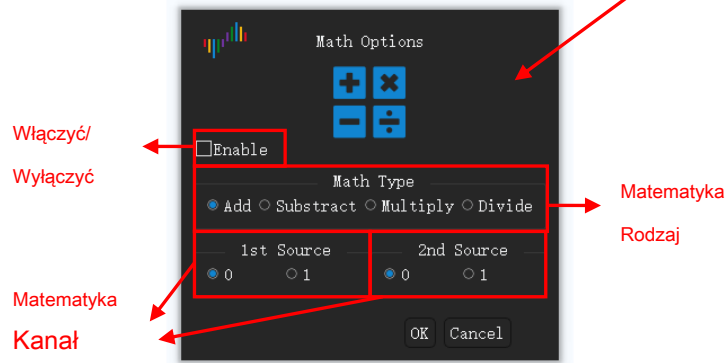 Math Options
Włączyć/
Wyłączyć
Enable
Math Type
Add Substract Multiply Divide
Matematyka
Rodzaj
1st Source 2nd Source
0 1 0 1
Matematyka
Kanał
OK Cancel